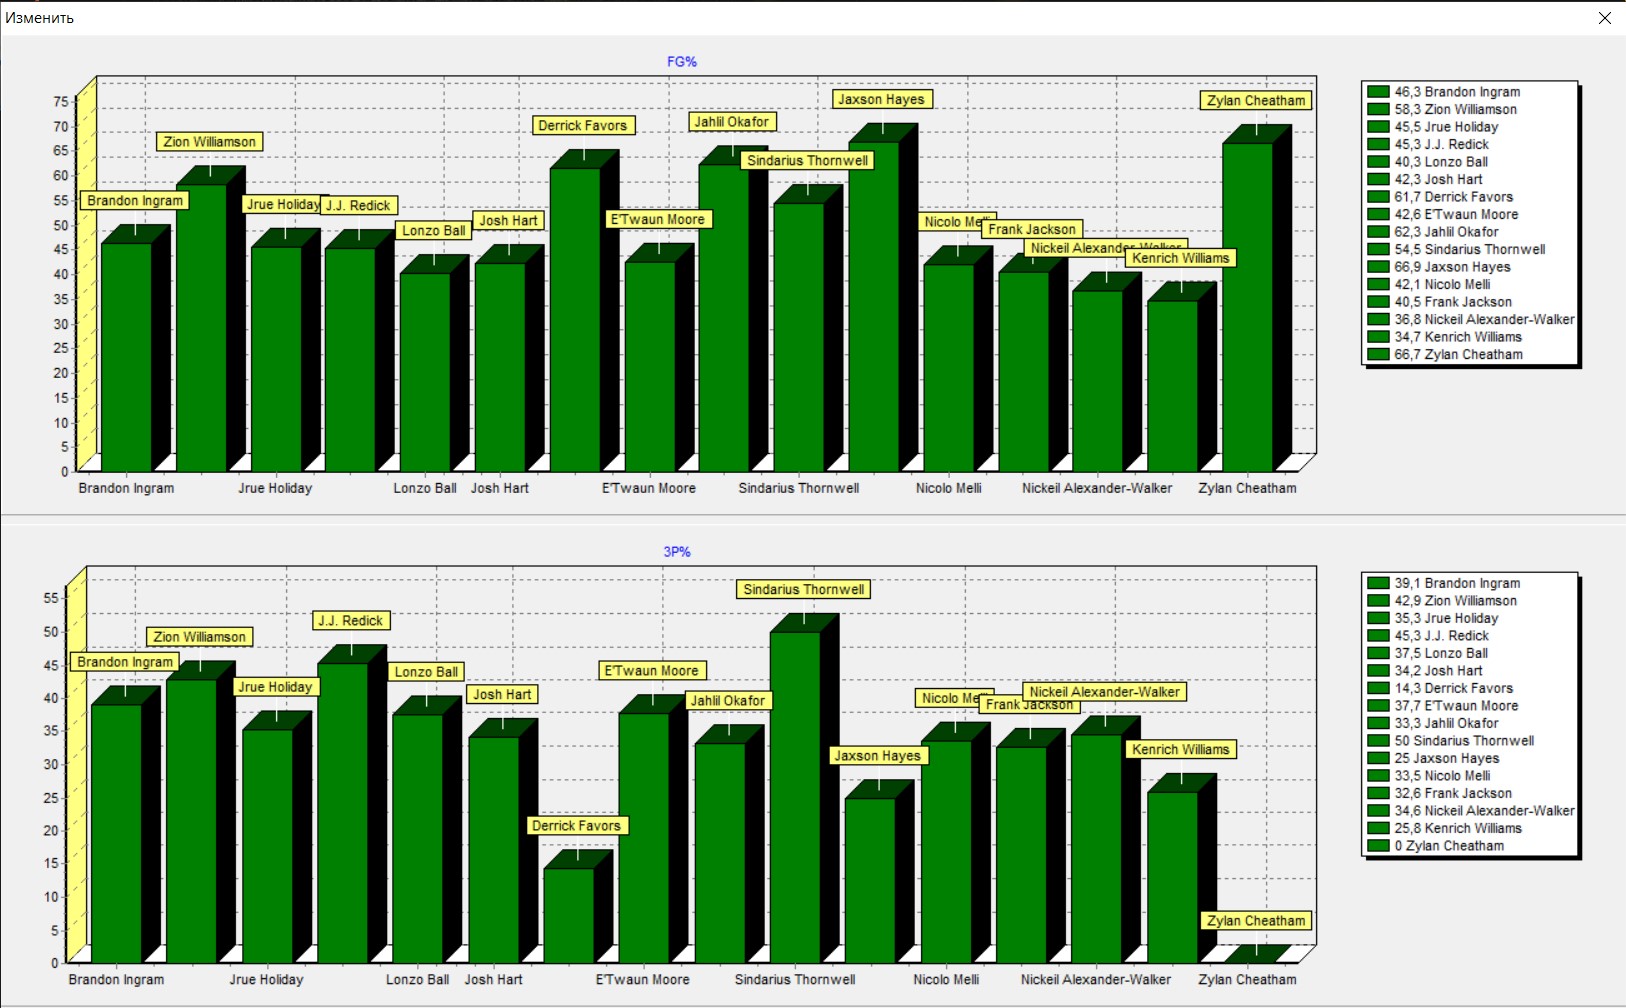 Изменить
FG%
75
70
65
60
55
50
45
40
35
30
25
20
15
10
5
0
Brandon Ingram
Zion Williamson
Jrue Holiday
J.J. Redick
Lonzo Ball
Josh Hart
Derrick Favors
E'Twaun Moore
Jahlil Okafor
Sindarius Thornwell
Jaxson Hayes
Nicolo Melli
Frank Jackson
Nickeil Alexander-Walker
Kenrich Williams
Zylan Cheatham
Brandon Ingram
Jrue Holiday
Lonzo Ball
Josh Hart
E'Twaun Moore
Sindarius Thornwell
Nicolo Melli
Nickeil Alexander-Walker
Zylan Cheatham
46,3 Brandon Ingram
58,3 Zion Williamson
45,5 Jrue Holiday
45,3 J.J. Redick
40,3 Lonzo Ball
42,3 Josh Hart
61,7 Derrick Favors
42,6 E'Twaun Moore
62,3 Jahlil Okafor
54,5 Sindarius Thornwell
66,9 Jaxson Hayes
42,1 Nicolo Melli
40,5 Frank Jackson
36,8 Nickeil Alexander-Walker
34,7 Kenrich Williams
66,7 Zylan Cheatham
3P%
55
50
45
40
35
30
25
20
15
10
5
0
Brandon Ingram
Zion Williamson
Jrue Holiday
J.J. Redick
Lonzo Ball
Josh Hart
Derrick Favors
E'Twaun Moore
Jahlil Okafor
Sindarius Thornwell
Jaxson Hayes
Nicolo Melli
Frank Jackson
Nickeil Alexander-Walker
Kenrich Williams
Zylan Cheatham
Brandon Ingram
Jrue Holiday
Lonzo Ball
Josh Hart
E'Twaun Moore
Sindarius Thornwell
Nicolo Melli
Nickeil Alexander-Walker
Zylan Cheatham
39,1 Brandon Ingram
42,9 Zion Williamson
35,3 Jrue Holiday
45,3 J.J. Redick
37,5 Lonzo Ball
34,2 Josh Hart
14,3 Derrick Favors
37,7 E'Twaun Moore
33,3 Jahlil Okafor
50 Sindarius Thornwell
25 Jaxson Hayes
33,5 Nicolo Melli
32,6 Frank Jackson
34,6 Nickeil Alexander-Walker
25,8 Kenrich Williams
0 Zylan Cheatham